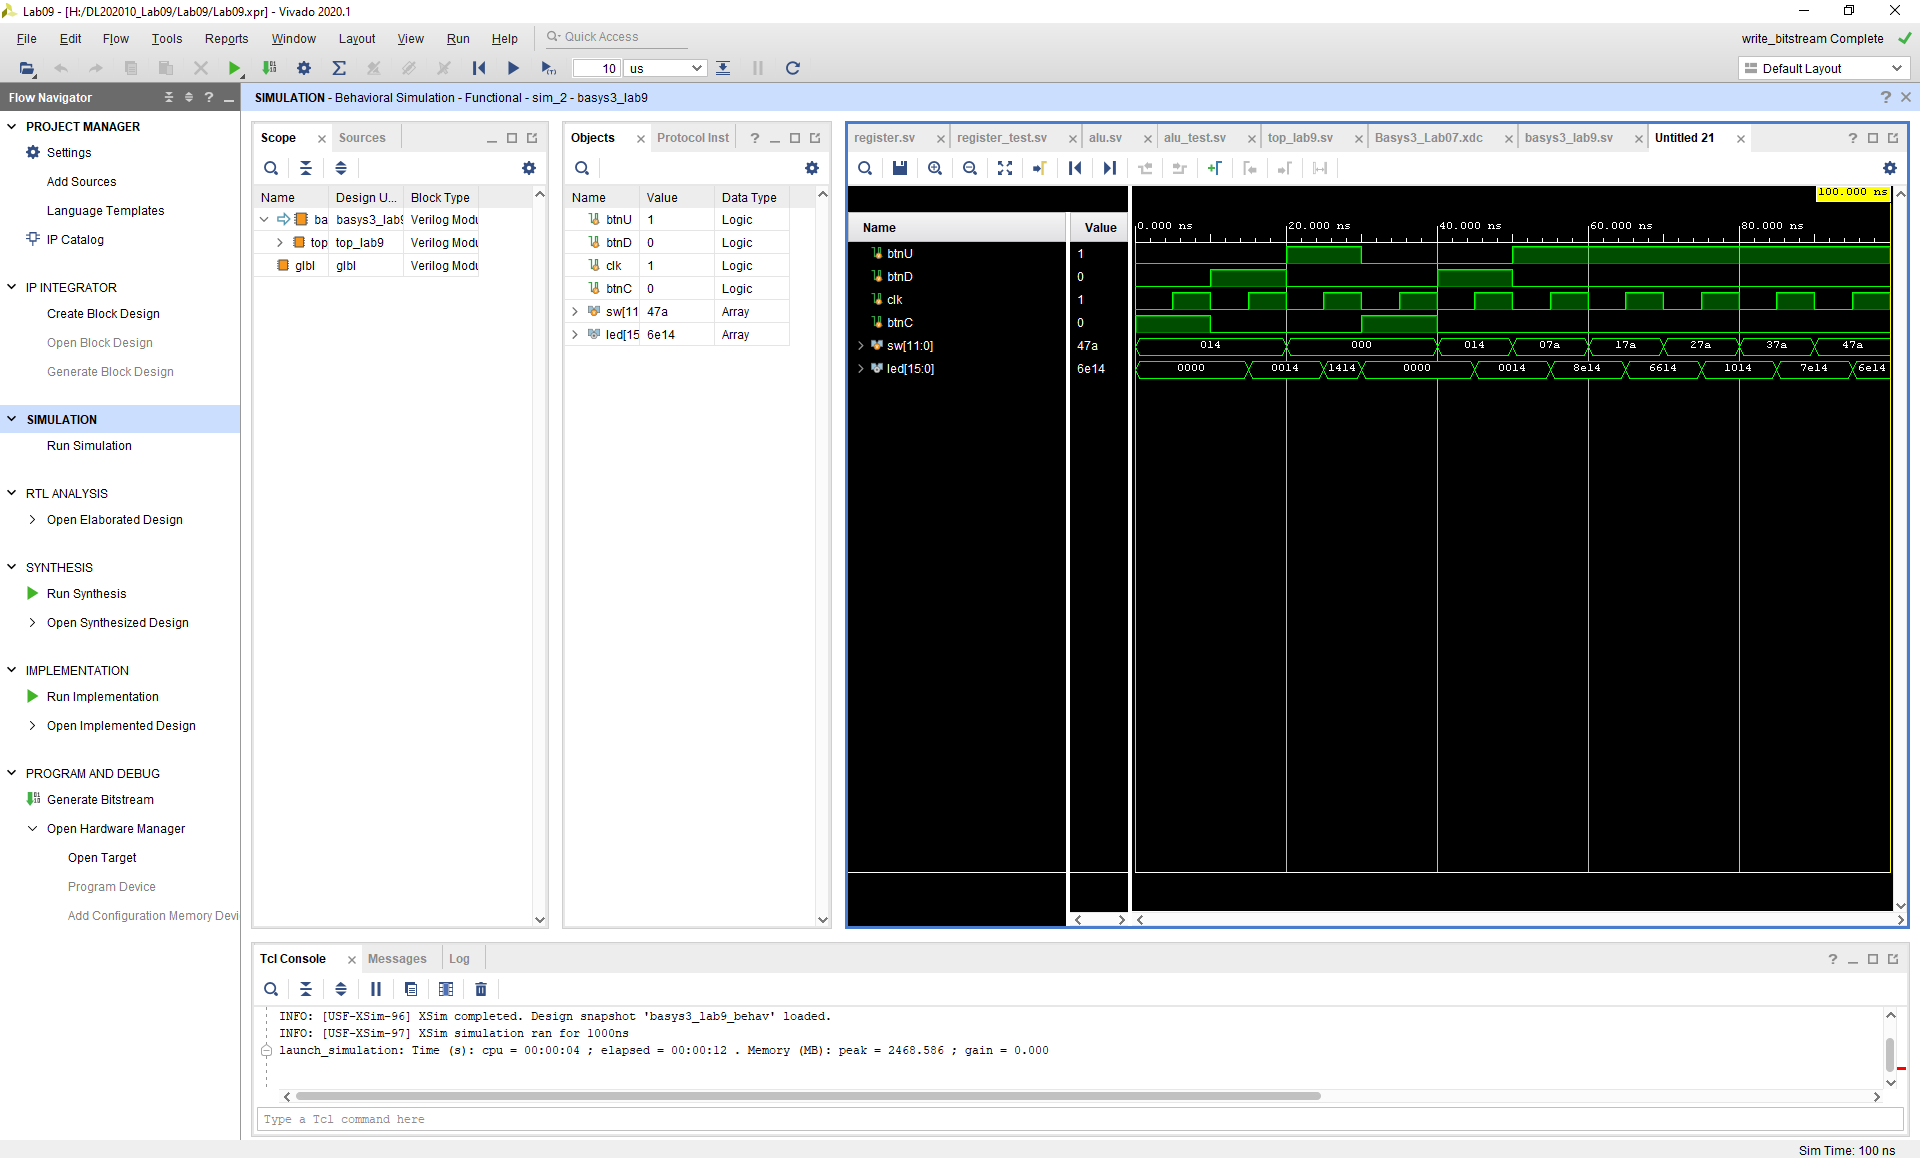 Lab09 - [H:/DL202010_Lab09/Lab09/Lab09.xpr] - Vivado 2020.1
File Edit Flow Tools Reports Window Layout View Run Help Quick Access
write_bitstream Complete
10 us
Default Layout
Flow Navigator
PROJECT MANAGER
Settings
Add Sources
Language Templates
IP Catalog
IP INTEGRATOR
Create Block Design
Open Block Design
Generate Block Design
SIMULATION
Run Simulation
RTL ANALYSIS
Open Elaborated Design
SYNTHESIS
Run Synthesis
Open Synthesized Design
IMPLEMENTATION
Run Implementation
Open Implemented Design
PROGRAM AND DEBUG
Generate Bitstream
Open Hardware Manager
Open Target
Program Device
Add Configuration Memory Devi
SIMULATION - Behavioral Simulation - Functional - sim_2 - basys3_lab9
Scope Sources
Name Design U... Block Type
ba basys3_lab9 Verilog Modu
top top_lab9 Verilog Modu
glbl glbl Verilog Modu
Objects Protocol Inst
Name Value Data Type
btnU 1 Logic
btnD 0 Logic
clk 1 Logic
btnC 0 Logic
sw[11 47a Array
led[15 6e14 Array
register.sv register_test.sv alu.sv alu_test.sv top_lab9.sv Basys3_Lab07.xdc basys3_lab9.sv Untitled 21
100.000 ns
Name Value
0.000 ns 20.000 ns 40.000 ns 60.000 ns 80.000 ns
btnU 1
btnD 0
clk 1
btnC 0
sw[11:0] 47a 014 000 014 07a 17a 27a 37a 47a
led[15:0] 6e14 0000 0014 1414 0000 0014 8e14 6614 1014 7e14 6e14
Tcl Console Messages Log
INFO: [USF-XSim-96] XSim completed. Design snapshot 'basys3_lab9_behav' loaded.
INFO: [USF-XSim-97] XSim simulation ran for 1000ns
launch_simulation: Time (s): cpu = 00:00:04 ; elapsed = 00:00:12 . Memory (MB): peak = 2468.586 ; gain = 0.000
Type a Tcl command here
Sim Time: 100 ns